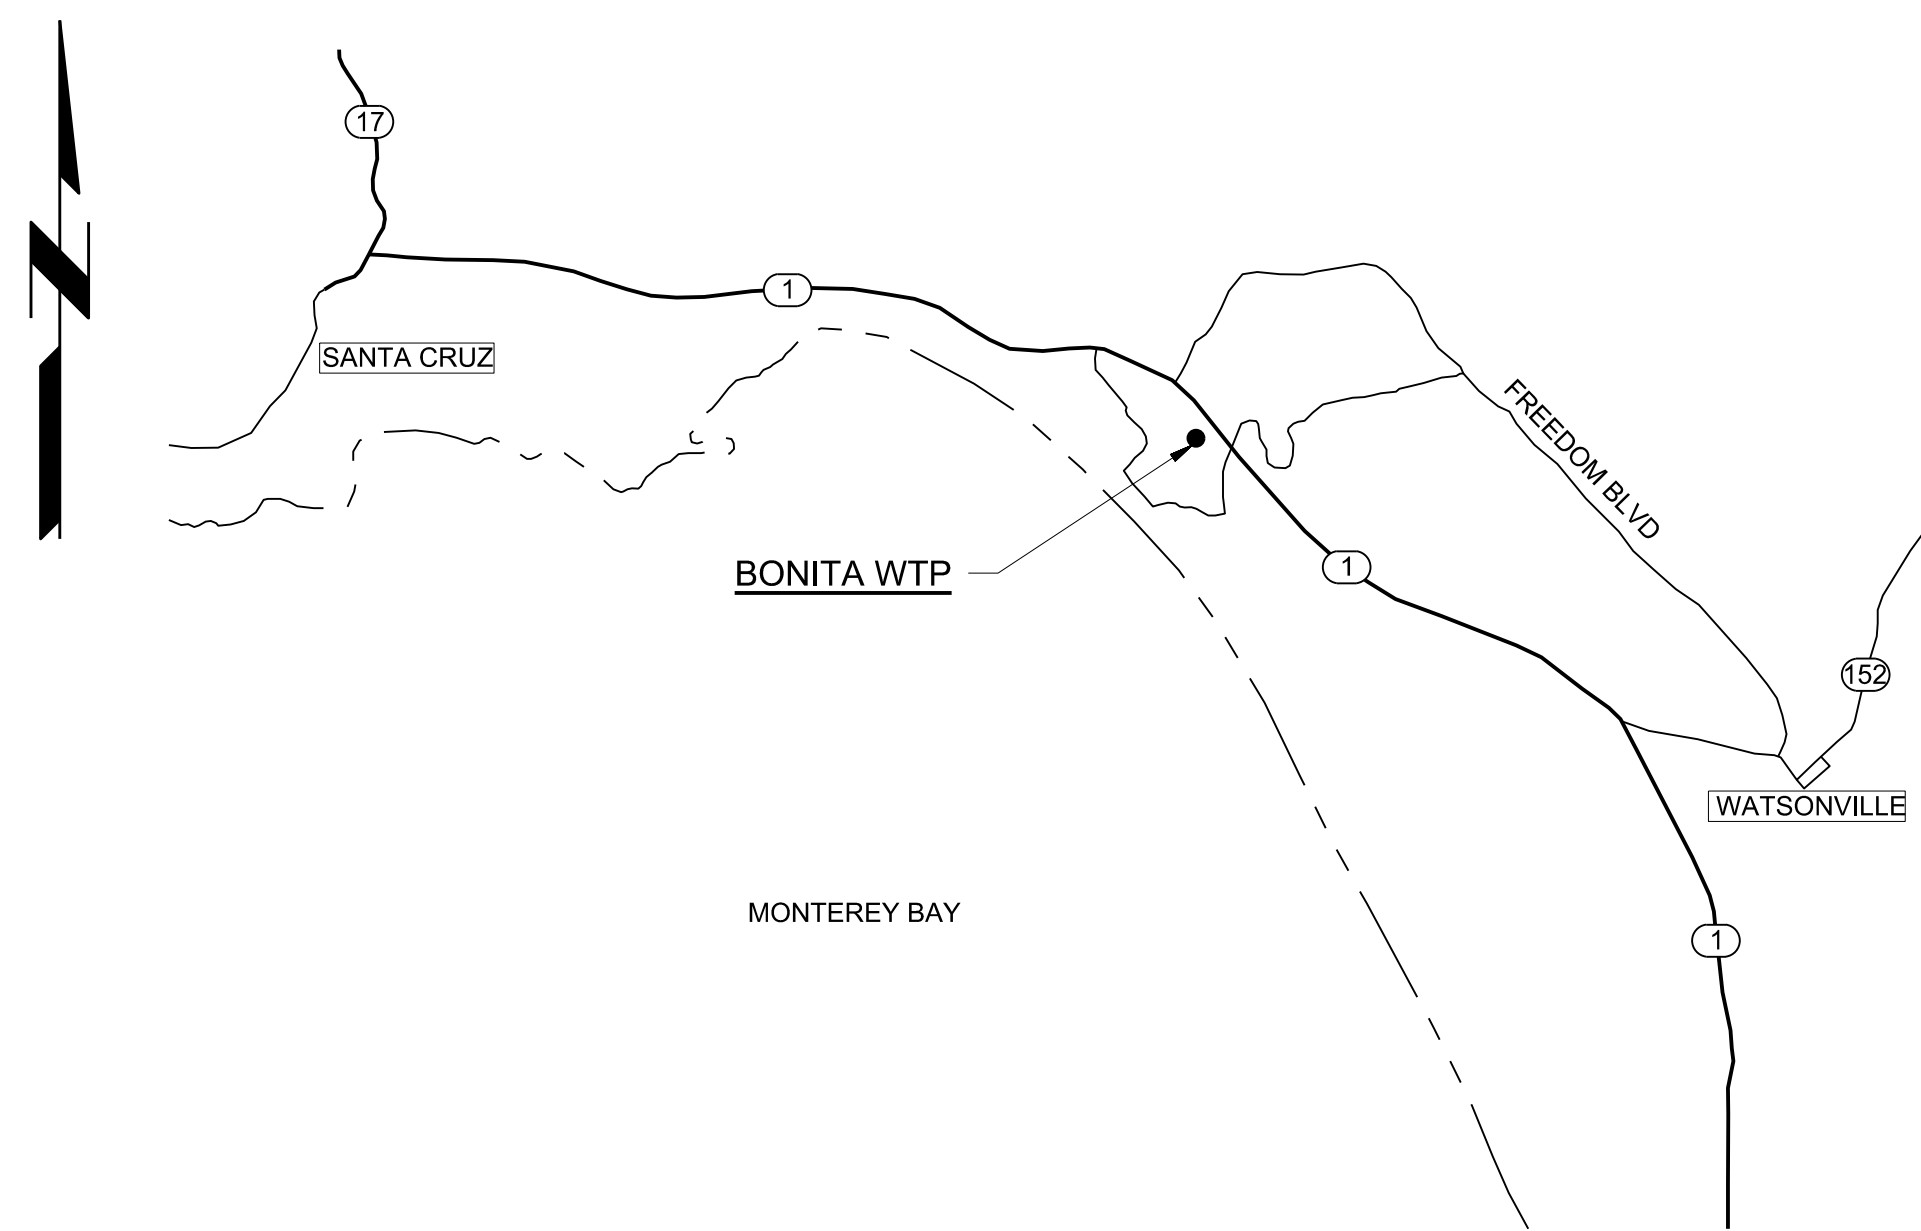 17
1
SANTA CRUZ
FREEDOM BLVD
BONITA WTP
1
152
WATSONVILLE
MONTEREY BAY
1
N